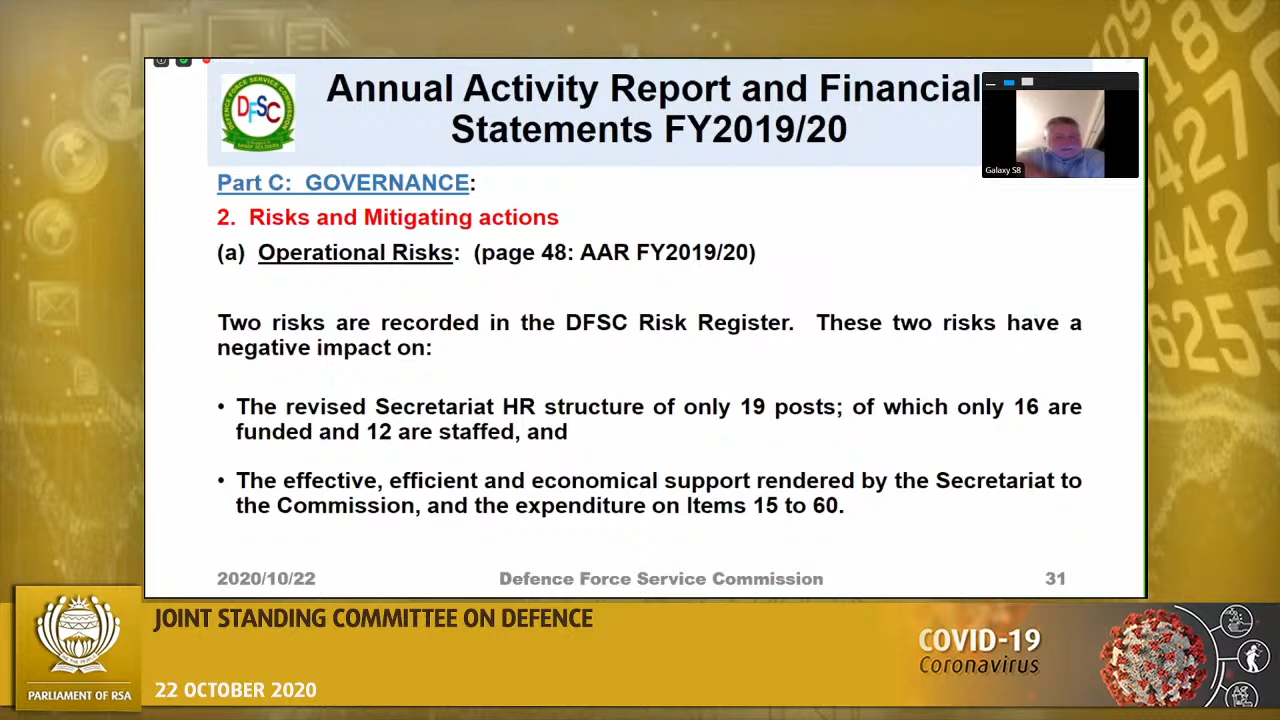 Annual Activity Report and Financial
Statements FY2019/20
DEFENCE FORCE SERVICE COMMISSION
DFSC
Galaxy S8
Part C: GOVERNANCE:
2. Risks and Mitigating actions
(a) Operational Risks: (page 48: AAR FY2019/20)
Two risks are recorded in the DFSC Risk Register. These two risks have a
negative impact on:
• The revised Secretariat HR structure of only 19 posts; of which only 16 are
funded and 12 are staffed, and
• The effective, efficient and economical support rendered by the Secretariat to
the Commission, and the expenditure on Items 15 to 60.
2020/10/22
Defence Force Service Commission
31
JOINT STANDING COMMITTEE ON DEFENCE
22 OCTOBER 2020
PARLIAMENT OF RSA
COVID-19
Coronavirus